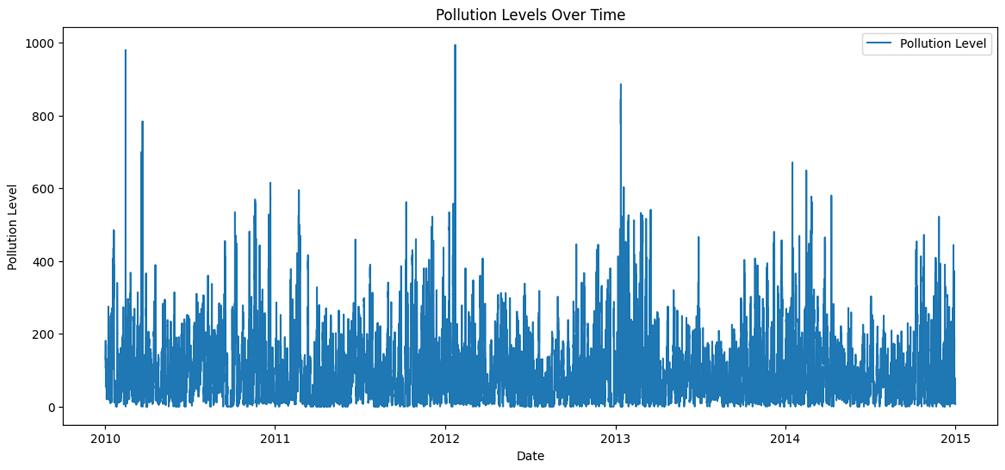 Pollution Levels Over Time
Pollution Level
1000
800
600
400
200
0
Pollution Level
2010 2011 2012 2013 2014 2015
Date